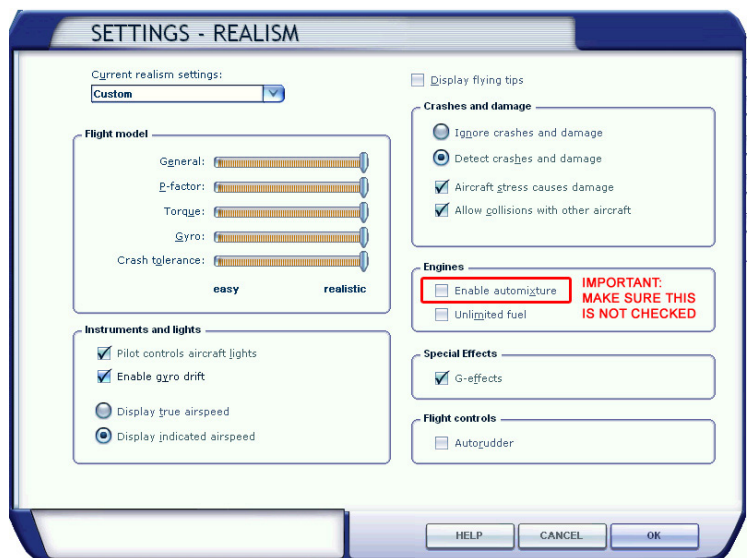 SETTINGS - REALISM
Current realism settings:
Custom
Flight model
General:
P-factor:
Torque:
Gyro:
Crash tolerance:
easy realistic
Instruments and lights
Pilot controls aircraft lights
Enable gyro drift
Display true airspeed
Display indicated airspeed
Display flying tips
Crashes and damage
Ignore crashes and damage
Detect crashes and damage
Aircraft stress causes damage
Allow collisions with other aircraft
Engines
Enable automixture
IMPORTANT:
MAKE SURE THIS
IS NOT CHECKED
Unlimited fuel
Special Effects
G-effects
Flight controls
Autorudder
HELP CANCEL OK